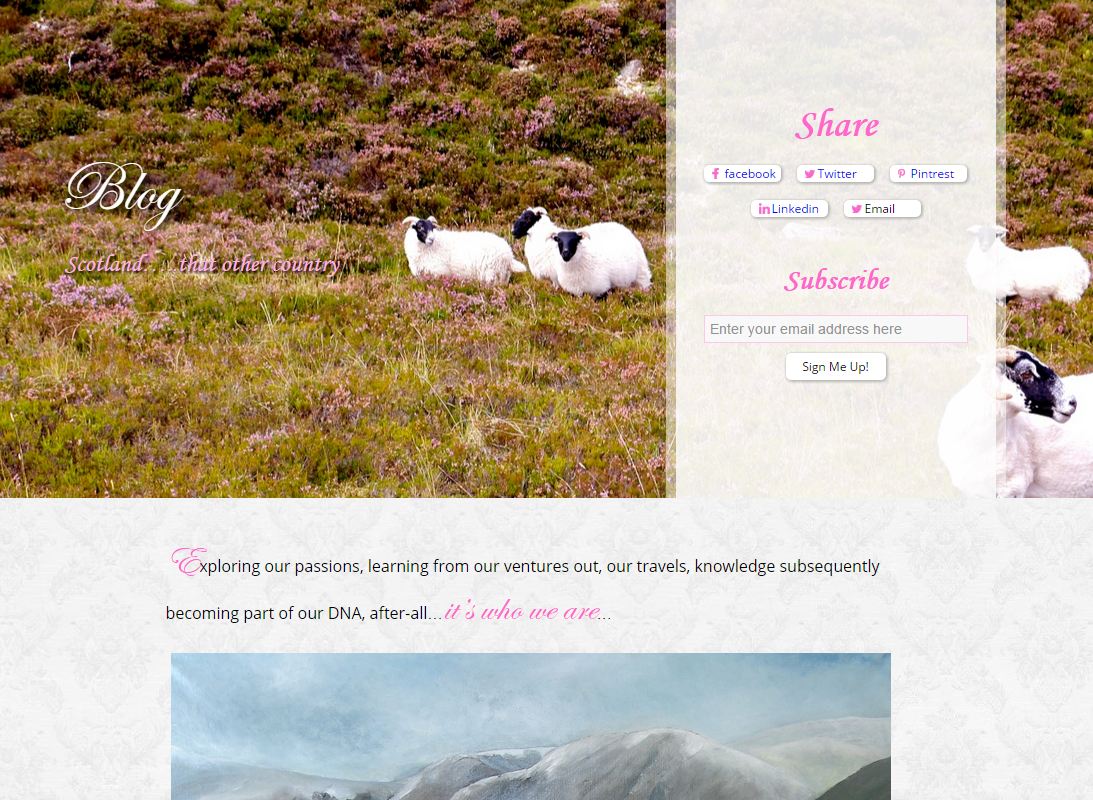 Blog
Scotland.....that other country
Share
facebook
Twitter
Pintrest
Linkedin
Email
Subscribe
Enter your email address here
Sign Me Up!
Exploring our passions, learning from our ventures out, our travels, knowledge subsequently
becoming part of our DNA, after-all...it's who we are...